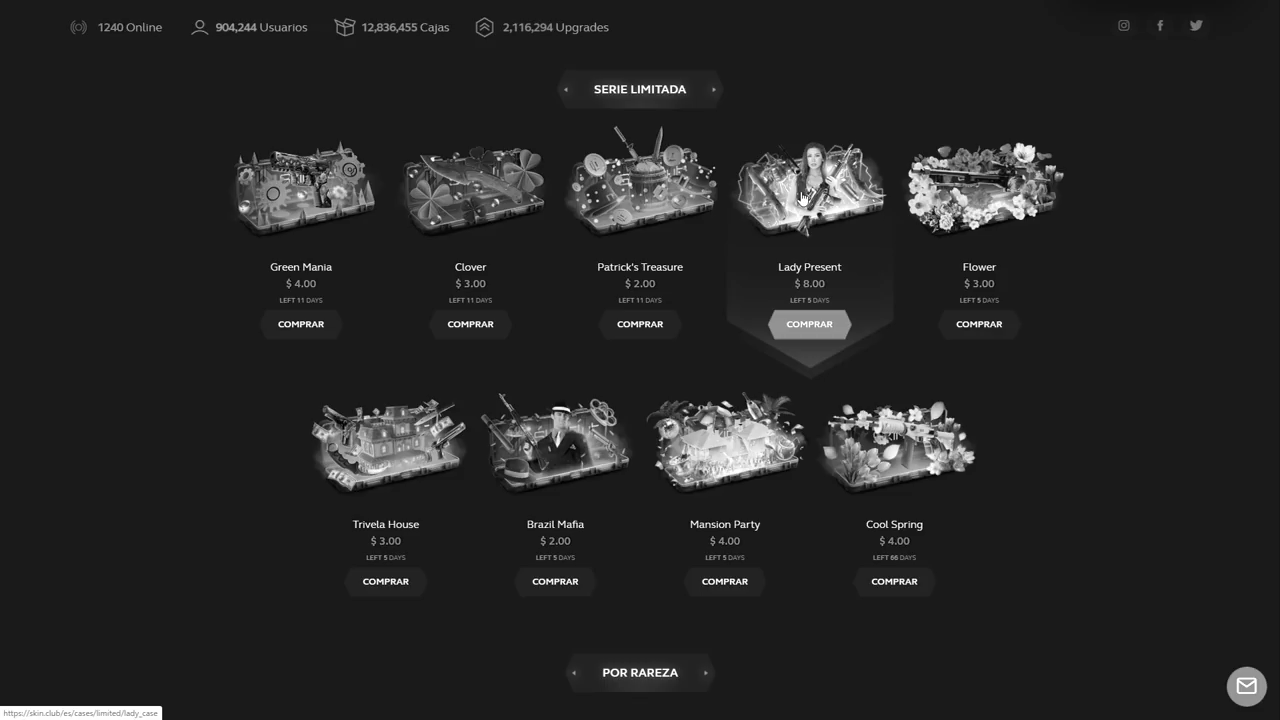 1240 Online
904,244 Usuarios
12,836,455 Cajas
2,116,294 Upgrades
SERIE LIMITADA
Green Mania
$ 4.00
LEFT 11 DAYS
COMPRAR
Clover
$ 3.00
LEFT 11 DAYS
COMPRAR
Patrick's Treasure
$ 2.00
LEFT 11 DAYS
COMPRAR
Lady Present
$ 8.00
LEFT 5 DAYS
COMPRAR
Flower
$ 3.00
LEFT 5 DAYS
COMPRAR
Trivela House
$ 3.00
LEFT 5 DAYS
COMPRAR
Brazil Mafia
$ 2.00
LEFT 5 DAYS
COMPRAR
Mansion Party
$ 4.00
LEFT 5 DAYS
COMPRAR
Cool Spring
$ 4.00
LEFT 66 DAYS
COMPRAR
POR RAREZA
https://skin.club/es/cases/limited/lady_case